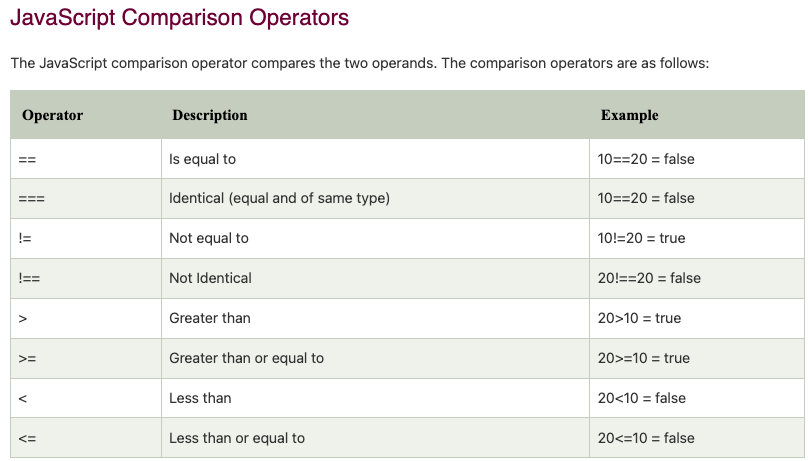 JavaScript Comparison Operators
The JavaScript comparison operator compares the two operands. The comparison operators are as follows:
Operator Description Example
== Is equal to 10==20 = false
=== Identical (equal and of same type) 10==20 = false
!= Not equal to 10!=20 = true
!== Not Identical 20!==20 = false
> Greater than 20>10 = true
>= Greater than or equal to 20>=10 = true
< Less than 20<10 = false
<= Less than or equal to 20<=10 = false